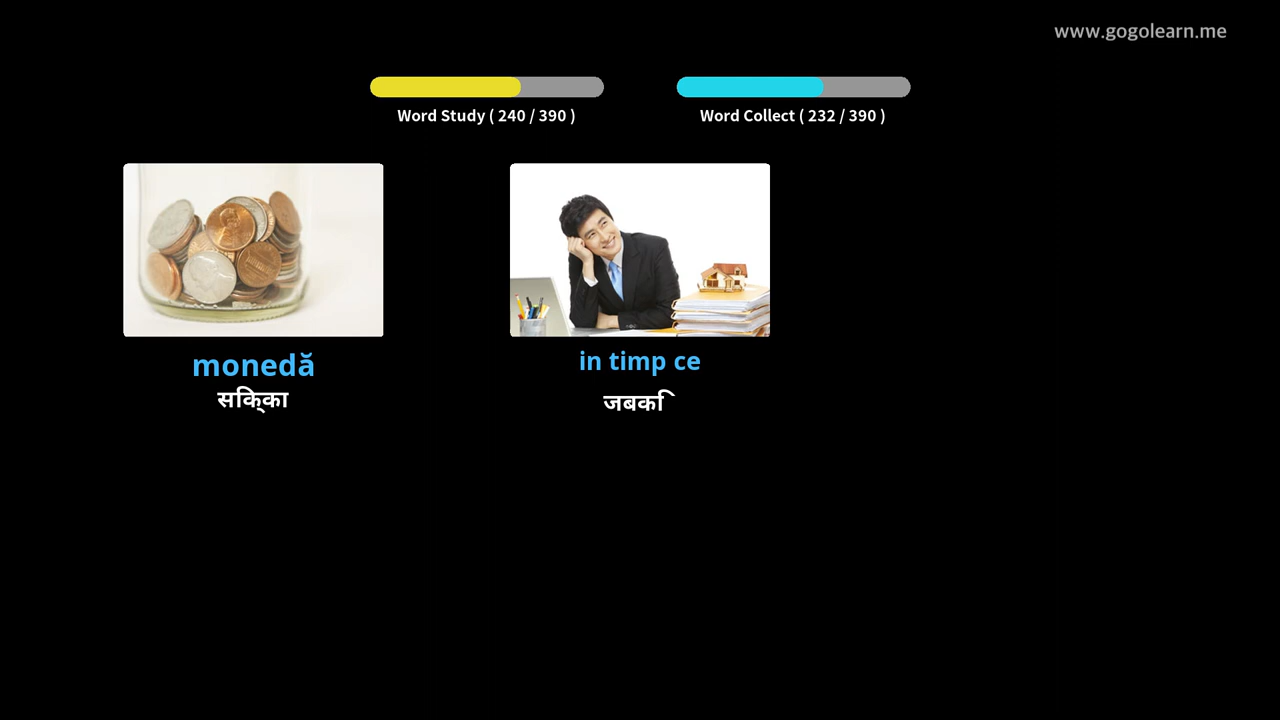 www.gogolearn.me
Word Study ( 240 / 390 )
Word Collect ( 232 / 390 )
monedă
सिक्का
in timp ce
जबकि